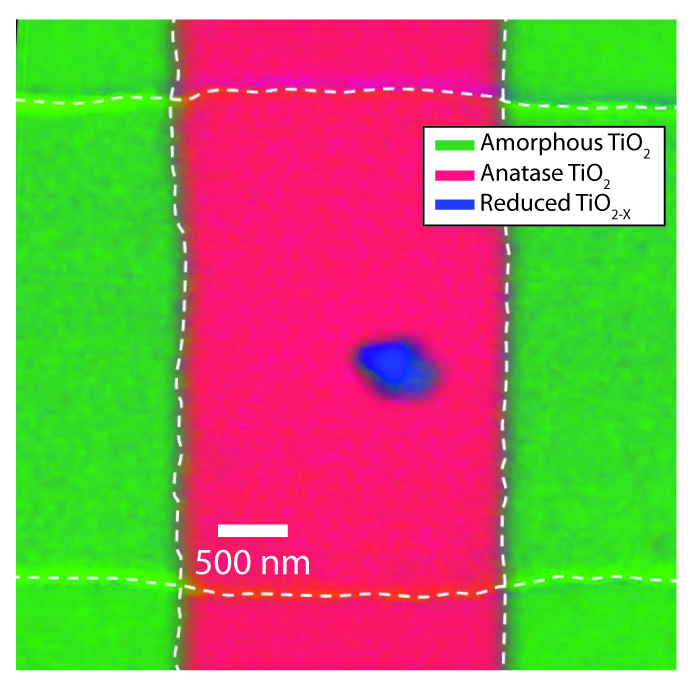 Amorphous TiO₂
Anatase TiO₂
Reduced TiO₂₋ₓ
500 nm